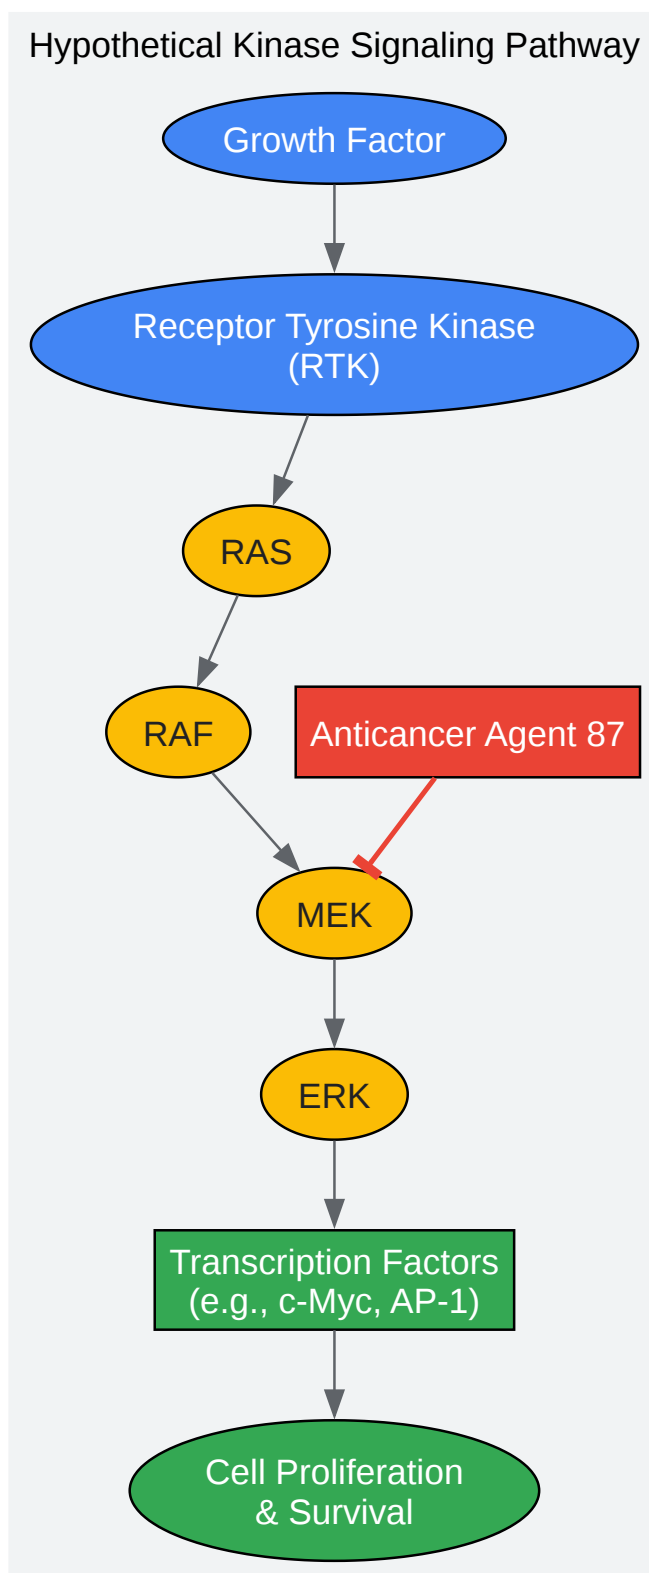 Hypothetical Kinase Signaling Pathway
Growth Factor
Receptor Tyrosine Kinase
(RTK)
RAS
RAF
Anticancer Agent 87
MEK
ERK
Transcription Factors
(e.g., c-Myc, AP-1)
Cell Proliferation
& Survival